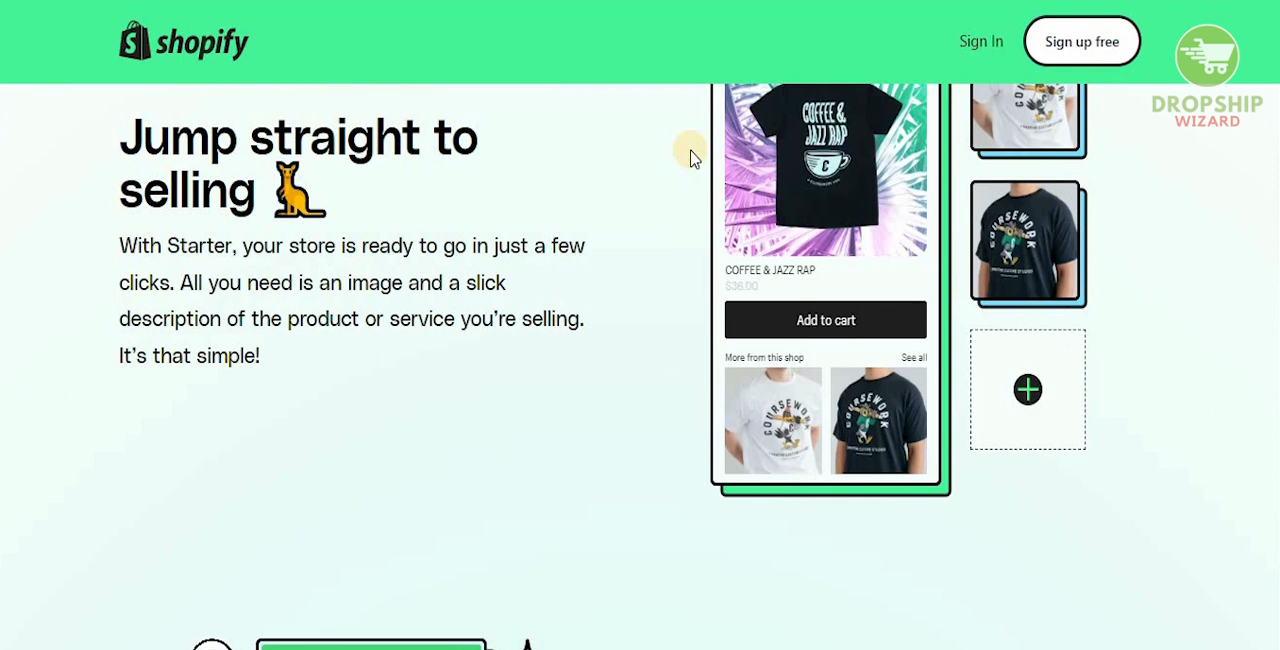 shopify
Sign In
Sign up free
DROPSHIP
WIZARD
Jump straight to
selling
With Starter, your store is ready to go in just a few
clicks. All you need is an image and a slick
description of the product or service you’re selling.
It’s that simple!
COFFEE &
JAZZ RAP
COFFEE & JAZZ RAP
$36.00
Add to cart
More from this shop
See all
COURSEWORK
COURSEWORK
COURSEWORK